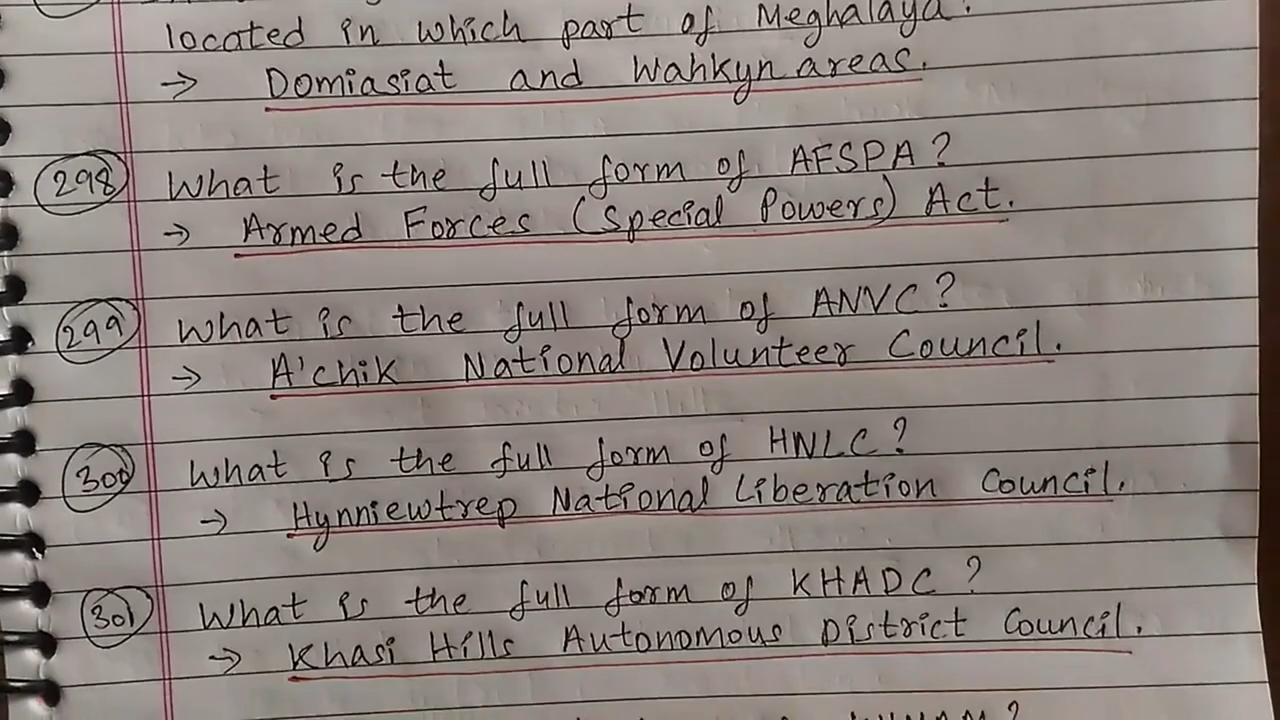 located in which part of Meghalaya?
→ Domiasiat and Wahkyn areas.
298 What is the full form of AFSPA?
→ Armed Forces (Special Powers) Act.
299 What is the full form of ANVC?
→ A'chik National Volunteer Council.
300 What is the full form of HNLC?
→ Hynniewtrep National Liberation Council.
301 What is the full form of KHADC?
→ Khasi Hills Autonomous District Council.